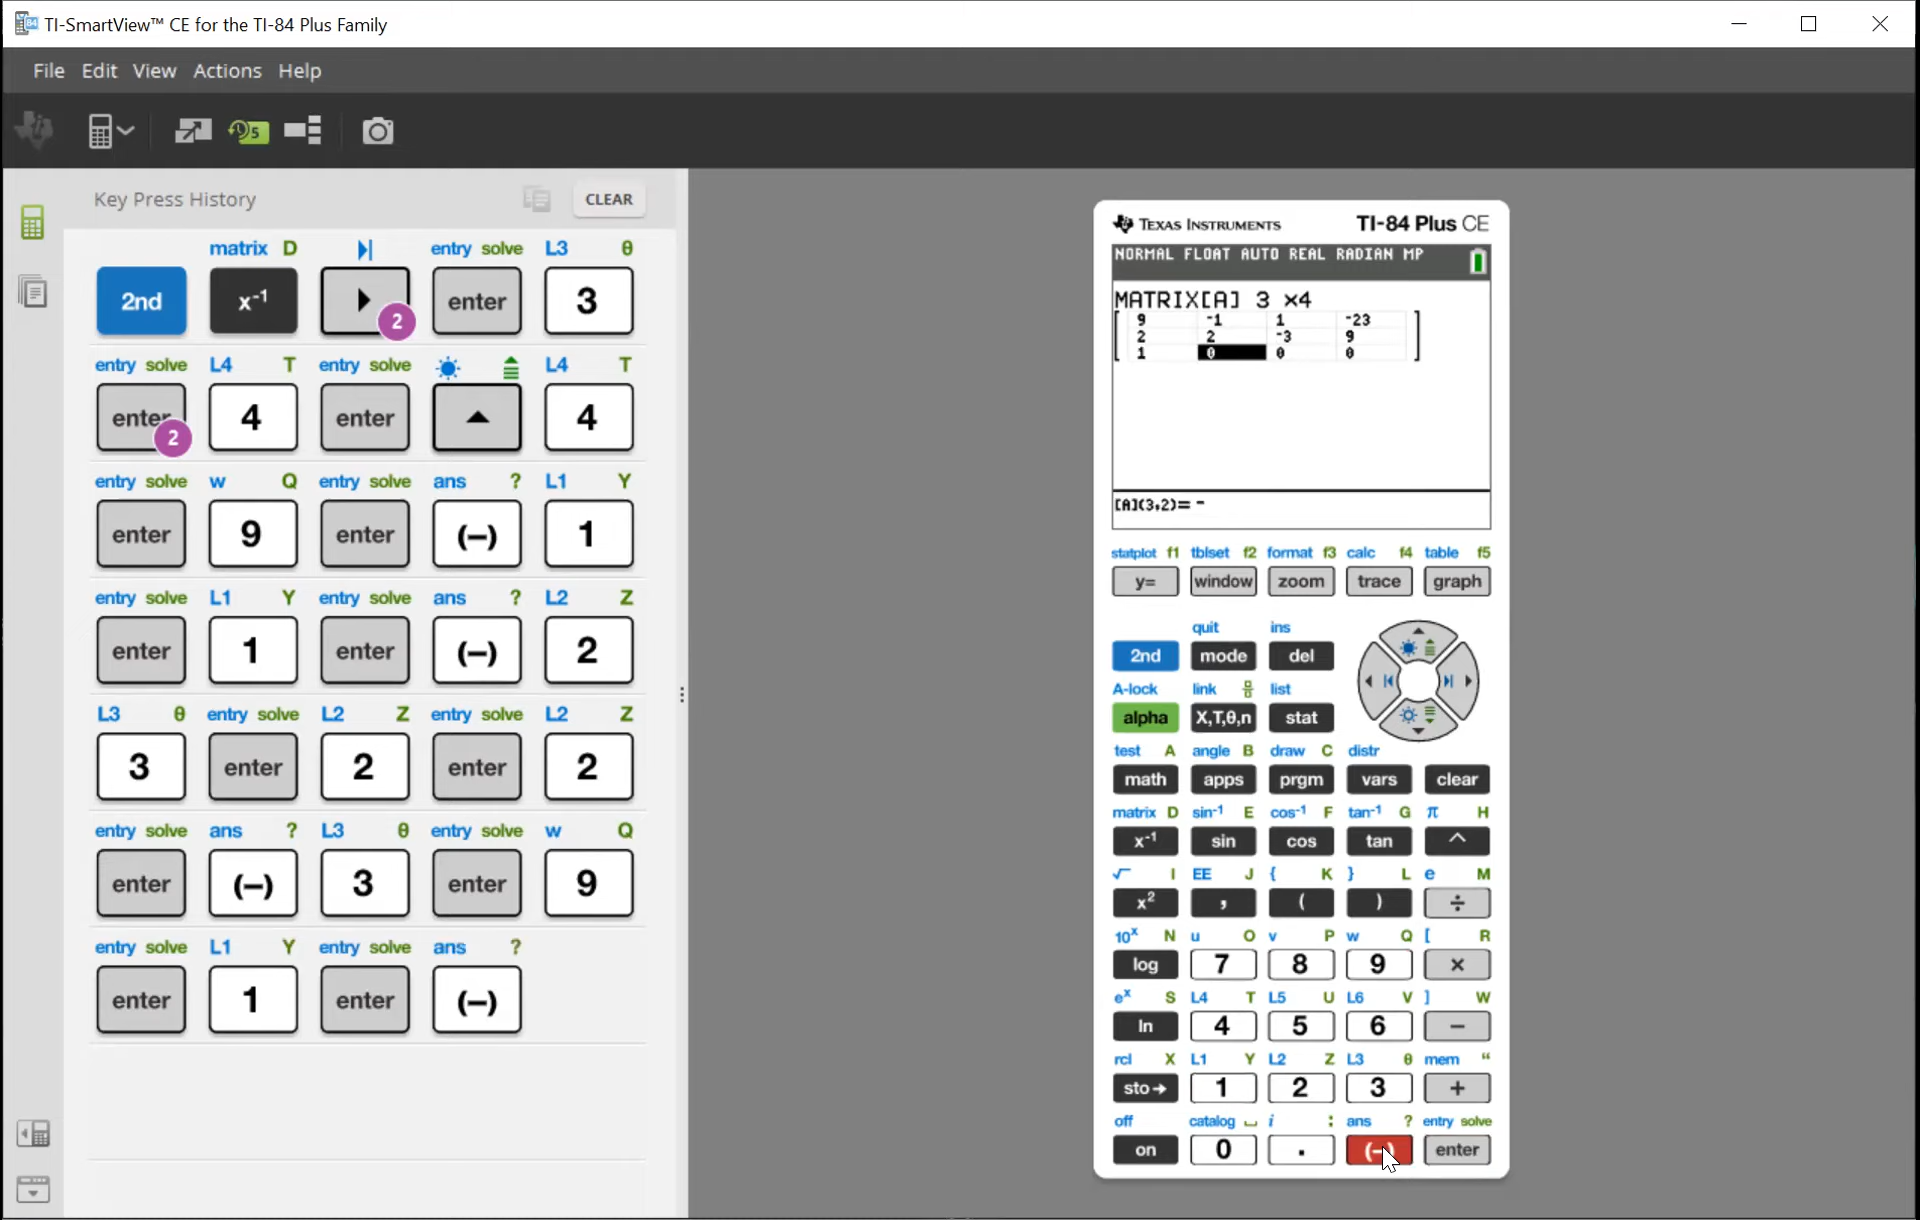 TI-SmartView™ CE for the TI-84 Plus Family
File Edit View Actions Help
5
Key Press History
CLEAR
matrix D entry solve L3 θ
2nd x-1 2 enter 3
entry solve L4 T entry solve L4 T
enter 2 4 enter 4
entry solve w Q entry solve ans ? L1 Y
enter 9 enter (−) 1
entry solve L1 Y entry solve ans ? L2 Z
enter 1 enter (−) 2
L3 θ entry solve L2 Z entry solve L2 Z
3 enter 2 enter 2
entry solve ans ? L3 θ entry solve w Q
enter (−) 3 enter 9
entry solve L1 Y entry solve ans ?
enter 1 enter (−)
TEXAS INSTRUMENTS TI-84 Plus CE
NORMAL FLOAT AUTO REAL RADIAN MP
MATRIX[A] 3 ×4
[ 9 -1 1 -23 ]
2 2 -3 9
1 0 0 0
[A](3,2)= -
statplot f1 tblset f2 format f3 calc f4 table f5
y= window zoom trace graph
quit ins
2nd mode del
A-lock link list
alpha X,T,θ,n stat
test A angle B draw C distr
math apps prgm vars clear
matrix D sin-1 E cos-1 F tan-1 G π H
x-1 sin cos tan ^
√ I EE J { K } L e M
x2 , ( ) ÷
10x N u O v P w Q [ R
log 7 8 9 ×
ex S L4 T L5 U L6 V ] W
ln 4 5 6 −
rcl X L1 Y L2 Z L3 θ mem “
sto→ 1 2 3 +
off catalog ⎵ i : ans ? entry solve
on 0 . (−) enter